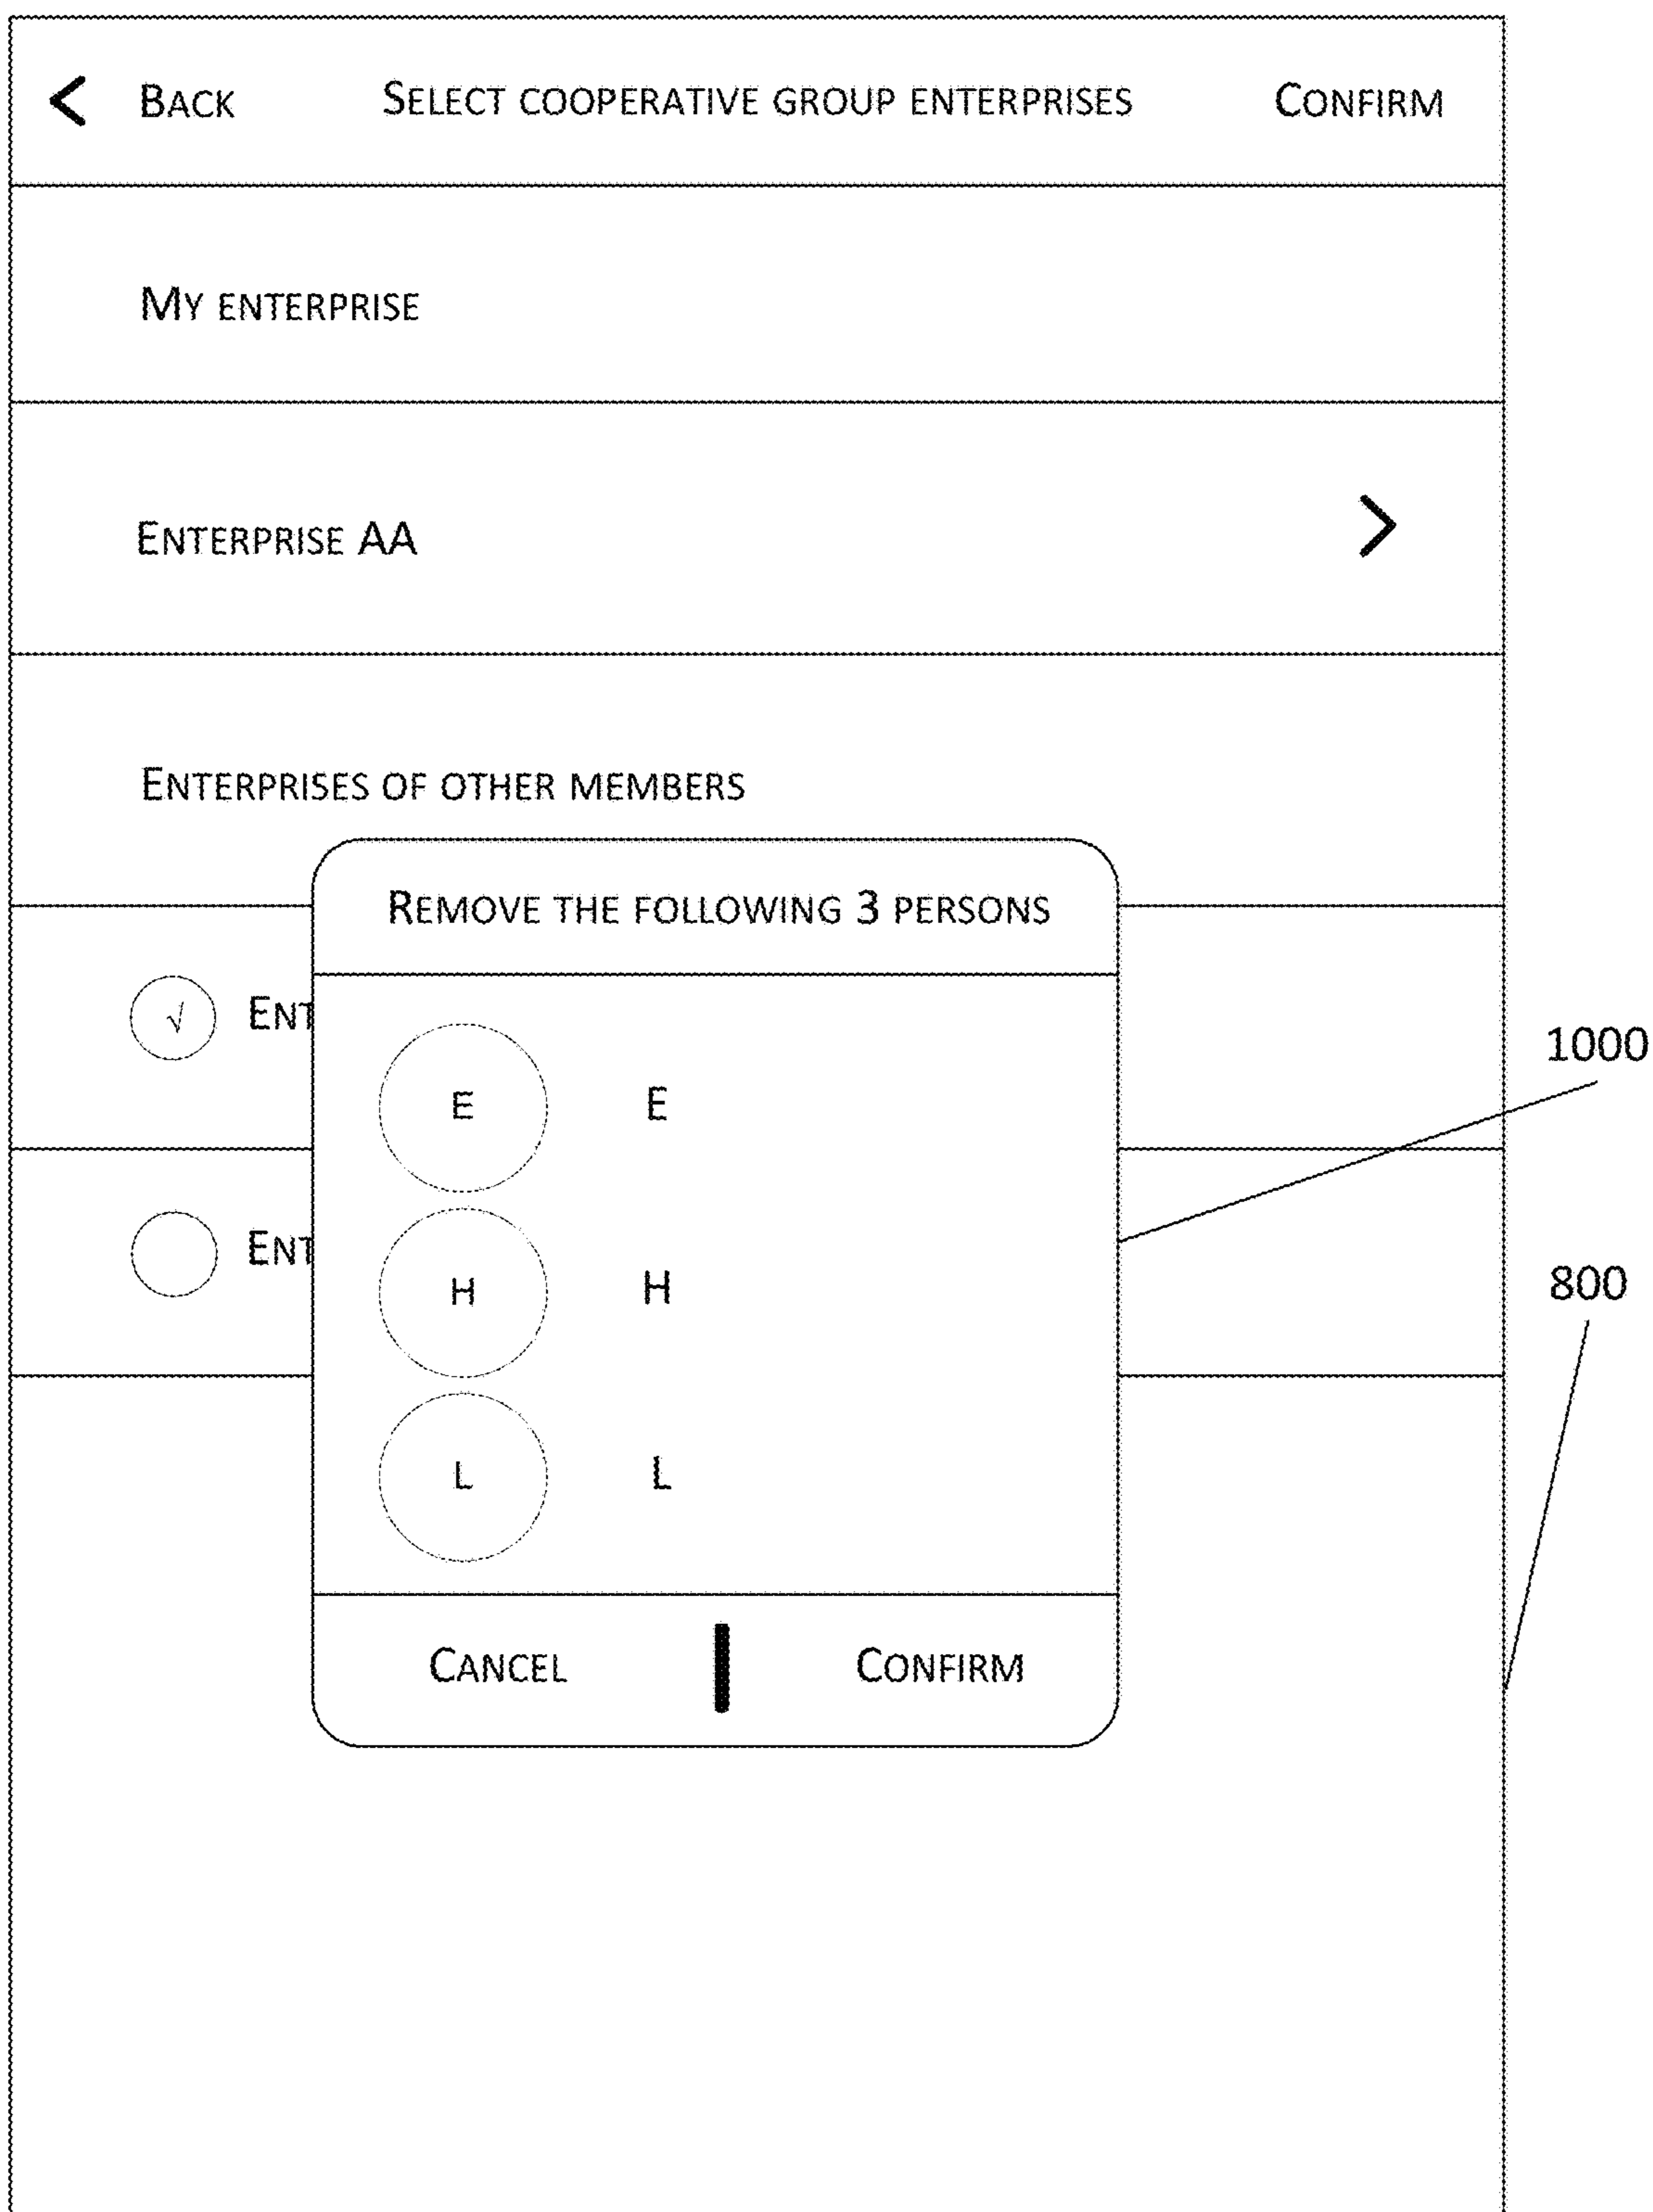 < BACK SELECT COOPERATIVE GROUP ENTERPRISES CONFIRM
MY ENTERPRISE
ENTERPRISE AA >
ENTERPRISES OF OTHER MEMBERS
REMOVE THE FOLLOWING 3 PERSONS
√ ENT
E E
1000
ENT
H H
800
L L
CANCEL CONFIRM